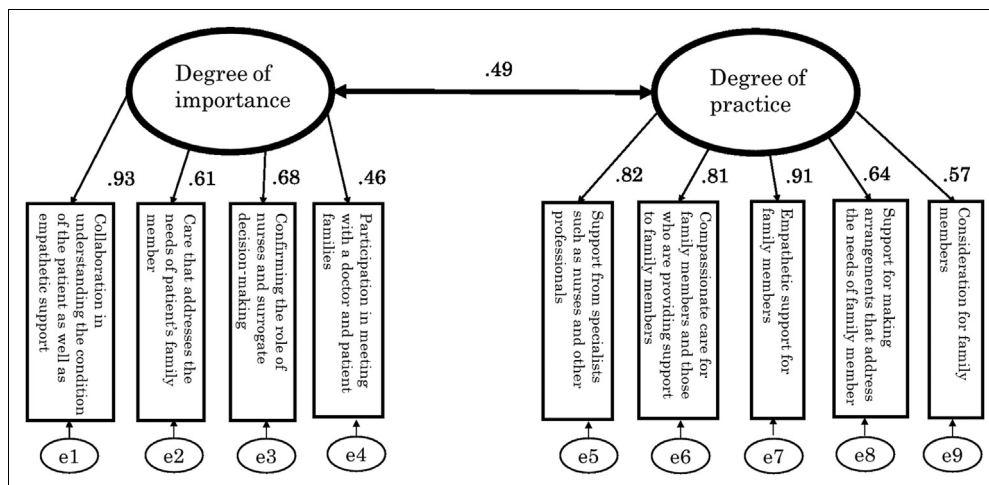 Degree of
importance
.49
Degree of
practice
.93
.61
.68
.46
.82
.81
.91
.64
.57
Collaboration in
understanding the condition
of the patient as well as
empathetic support
Care that addresses the
needs of patient's family
member
Confirming the role of
nurses and surrogate
decision-making
Participation in meeting
with a doctor and patient
families
Support from specialists
such as nurses and other
professionals
Compassionate care for
family members and those
who are providing support
to family members
Empathetic support for
family members
Support for making
arrangements that address
the needs of family member
Consideration for family
members
e1
e2
e3
e4
e5
e6
e7
e8
e9